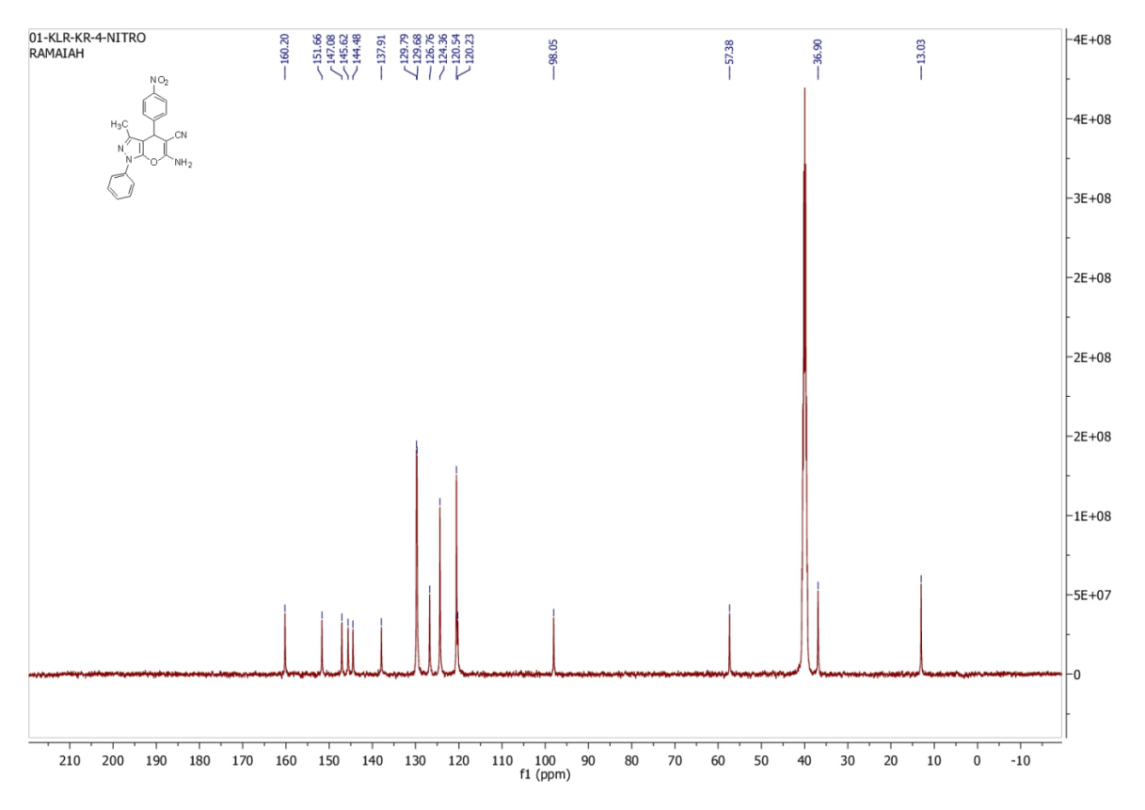 01-KLR-KR-4-NITRO
RAMAIAH
160.20
151.66
147.08
145.62
144.48
137.91
129.79
129.68
126.76
124.36
120.54
120.23
98.05
57.38
36.90
13.03
NO2
H3C
CN
N
N
O
NH2
4E+08
4E+08
3E+08
2E+08
2E+08
2E+08
1E+08
5E+07
0
210 200 190 180 170 160 150 140 130 120 110 100 90 80 70 60 50 40 30 20 10 0 -10
f1 (ppm)